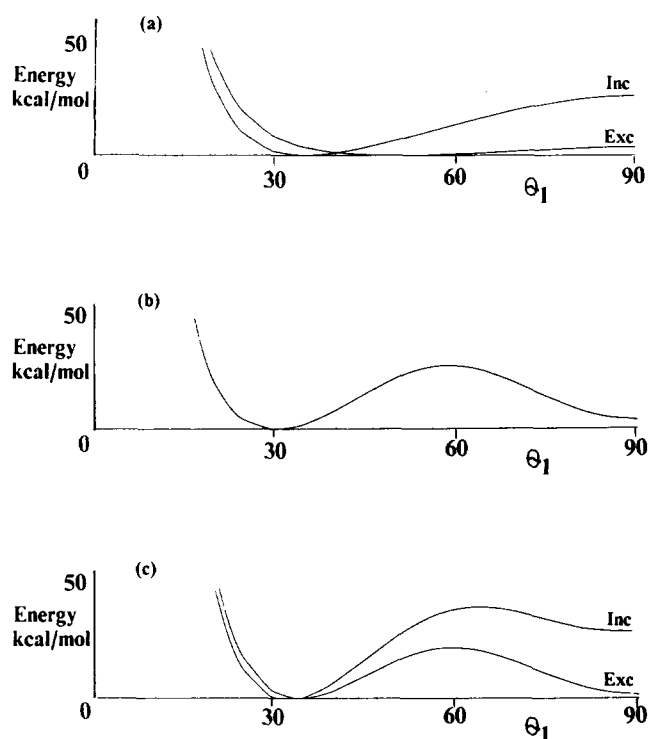 (a)
50
Energy
kcal/mol
Inc
Exc
0
30
60
90
Θ1
(b)
50
Energy
kcal/mol
0
30
60
90
Θ1
(c)
50
Energy
kcal/mol
Inc
Exc
0
30
60
90
Θ1